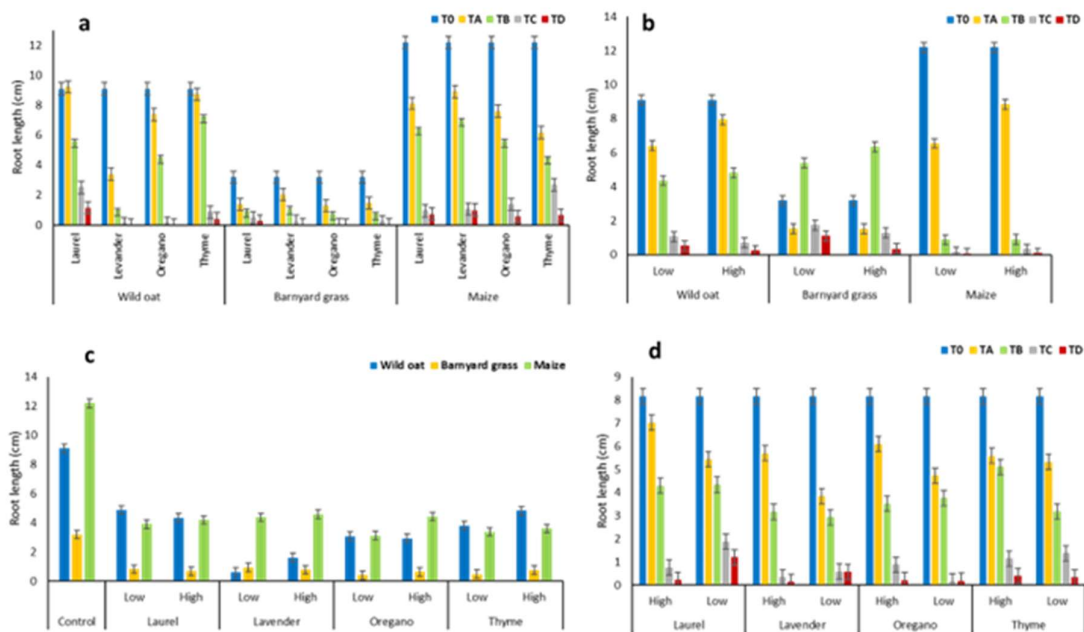 a
T0 TA TB TC TD
Root length (cm)
12
10
8
6
4
2
0
Laurel Levander Oregano Thyme Laurel Levander Oregano Thyme Laurel Levander Oregano Thyme
Wild oat Barnyard grass Maize
b
T0 TA TB TC TD
Root length (cm)
14
12
10
8
6
4
2
0
Low High Low High Low High
Wild oat Barnyard grass Maize
c
Wild oat Barnyard grass Maize
Root length (cm)
14
12
10
8
6
4
2
0
Low High Low High Low High Low High
Control Laurel Lavender Oregano Thyme
d
T0 TA TB TC TD
Root length (cm)
9
8
7
6
5
4
3
2
1
0
High Low High Low High Low High Low
Laurel Lavender Oregano Thyme